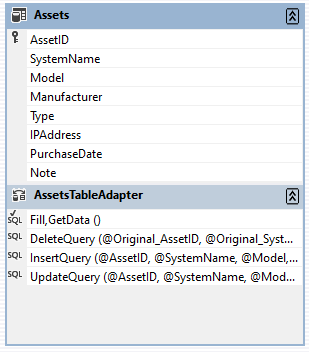 Assets
AssetID
SystemName
Model
Manufacturer
Type
IPAddress
PurchaseDate
Note
AssetsTableAdapter
SQL Fill,GetData ()
SQL DeleteQuery (@Original_AssetID, @Original_Syst...
SQL InsertQuery (@AssetID, @SystemName, @Model,...
SQL UpdateQuery (@AssetID, @SystemName, @Mod...